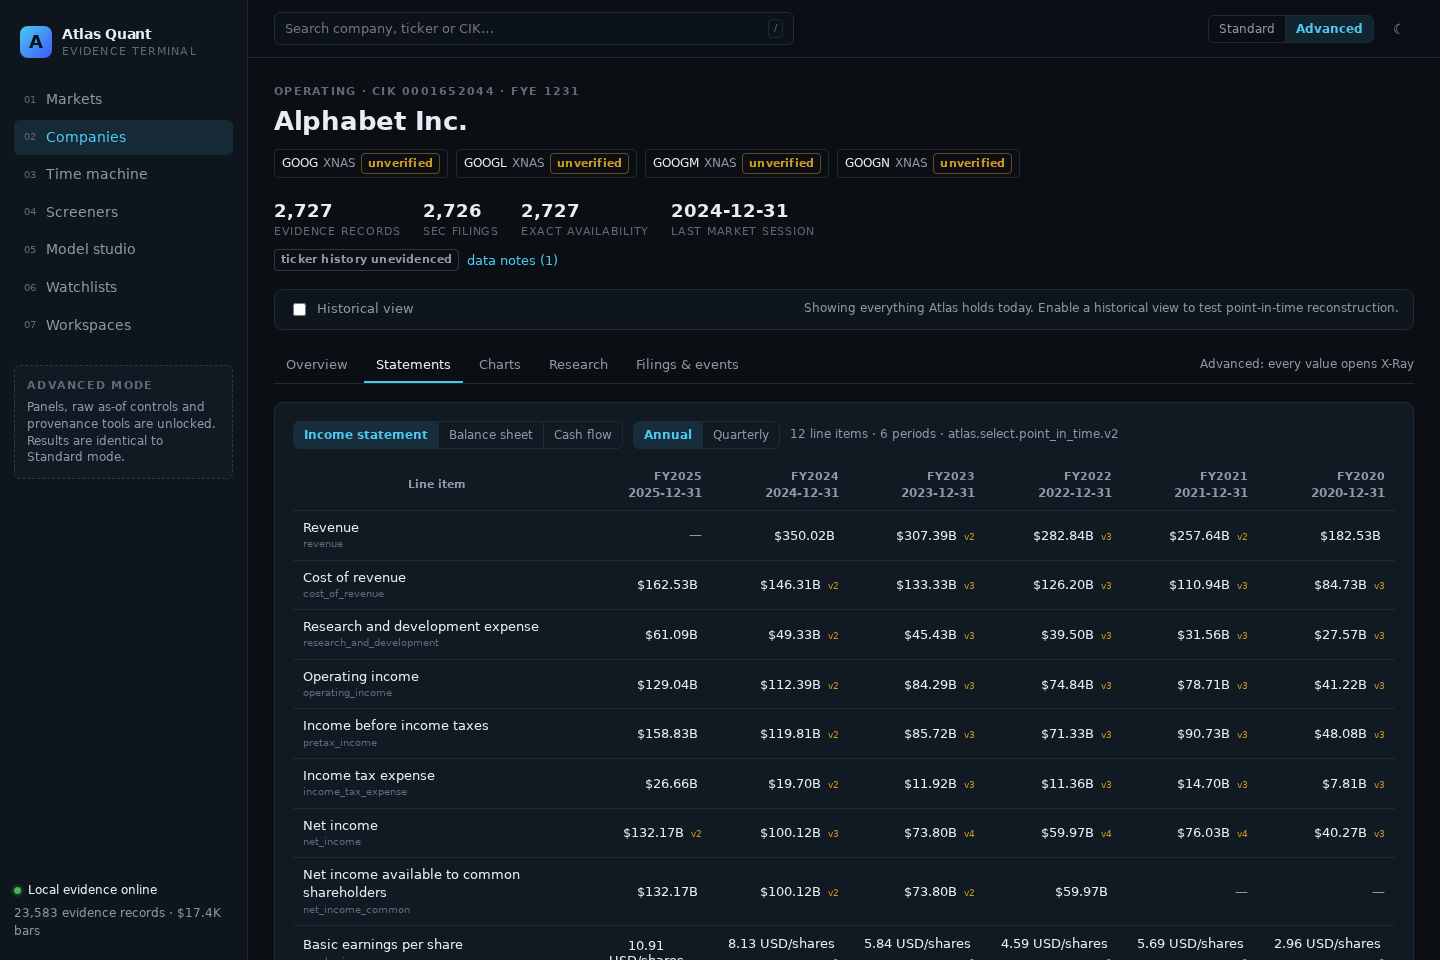 A
Atlas Quant
EVIDENCE TERMINAL
01 Markets
02 Companies
03 Time machine
04 Screeners
05 Model studio
06 Watchlists
07 Workspaces
ADVANCED MODE
Panels, raw as-of controls and
provenance tools are unlocked.
Results are identical to
Standard mode.
Local evidence online
23,583 evidence records · $17.4K
bars
Search company, ticker or CIK... /
Standard Advanced
OPERATING · CIK 0001652044 · FYE 1231
Alphabet Inc.
GOOG XNAS unverified GOOGL XNAS unverified GOOGM XNAS unverified GOOGN XNAS unverified
2,727 2,726 2,727 2024-12-31
EVIDENCE RECORDS SEC FILINGS EXACT AVAILABILITY LAST MARKET SESSION
ticker history unevidenced data notes (1)
Historical view Showing everything Atlas holds today. Enable a historical view to test point-in-time reconstruction.
Overview Statements Charts Research Filings & events Advanced: every value opens X-Ray
Income statement Balance sheet Cash flow Annual Quarterly 12 line items · 6 periods · atlas.select.point_in_time.v2
Line item FY2025 FY2024 FY2023 FY2022 FY2021 FY2020
2025-12-31 2024-12-31 2023-12-31 2022-12-31 2021-12-31 2020-12-31
Revenue — $350.02B $307.39B v2 $282.84B v3 $257.64B v2 $182.53B
revenue
Cost of revenue $162.53B $146.31B v2 $133.33B v3 $126.20B v3 $110.94B v3 $84.73B v3
cost_of_revenue
Research and development expense $61.09B $49.33B v2 $45.43B v3 $39.50B v3 $31.56B v3 $27.57B v3
research_and_development
Operating income $129.04B $112.39B v2 $84.29B v3 $74.84B v3 $78.71B v3 $41.22B v3
operating_income
Income before income taxes $158.83B $119.81B v2 $85.72B v3 $71.33B v3 $90.73B v3 $48.08B v3
pretax_income
Income tax expense $26.66B $19.70B v2 $11.92B v3 $11.36B v3 $14.70B v3 $7.81B v3
income_tax_expense
Net income $132.17B v2 $100.12B v3 $73.80B v4 $59.97B v4 $76.03B v4 $40.27B v3
net_income
Net income available to common
shareholders $132.17B $100.12B v2 $73.80B v2 $59.97B — —
net_income_common
Basic earnings per share 10.91 8.13 USD/shares 5.84 USD/shares 4.59 USD/shares 5.69 USD/shares 2.96 USD/shares
USD/shares